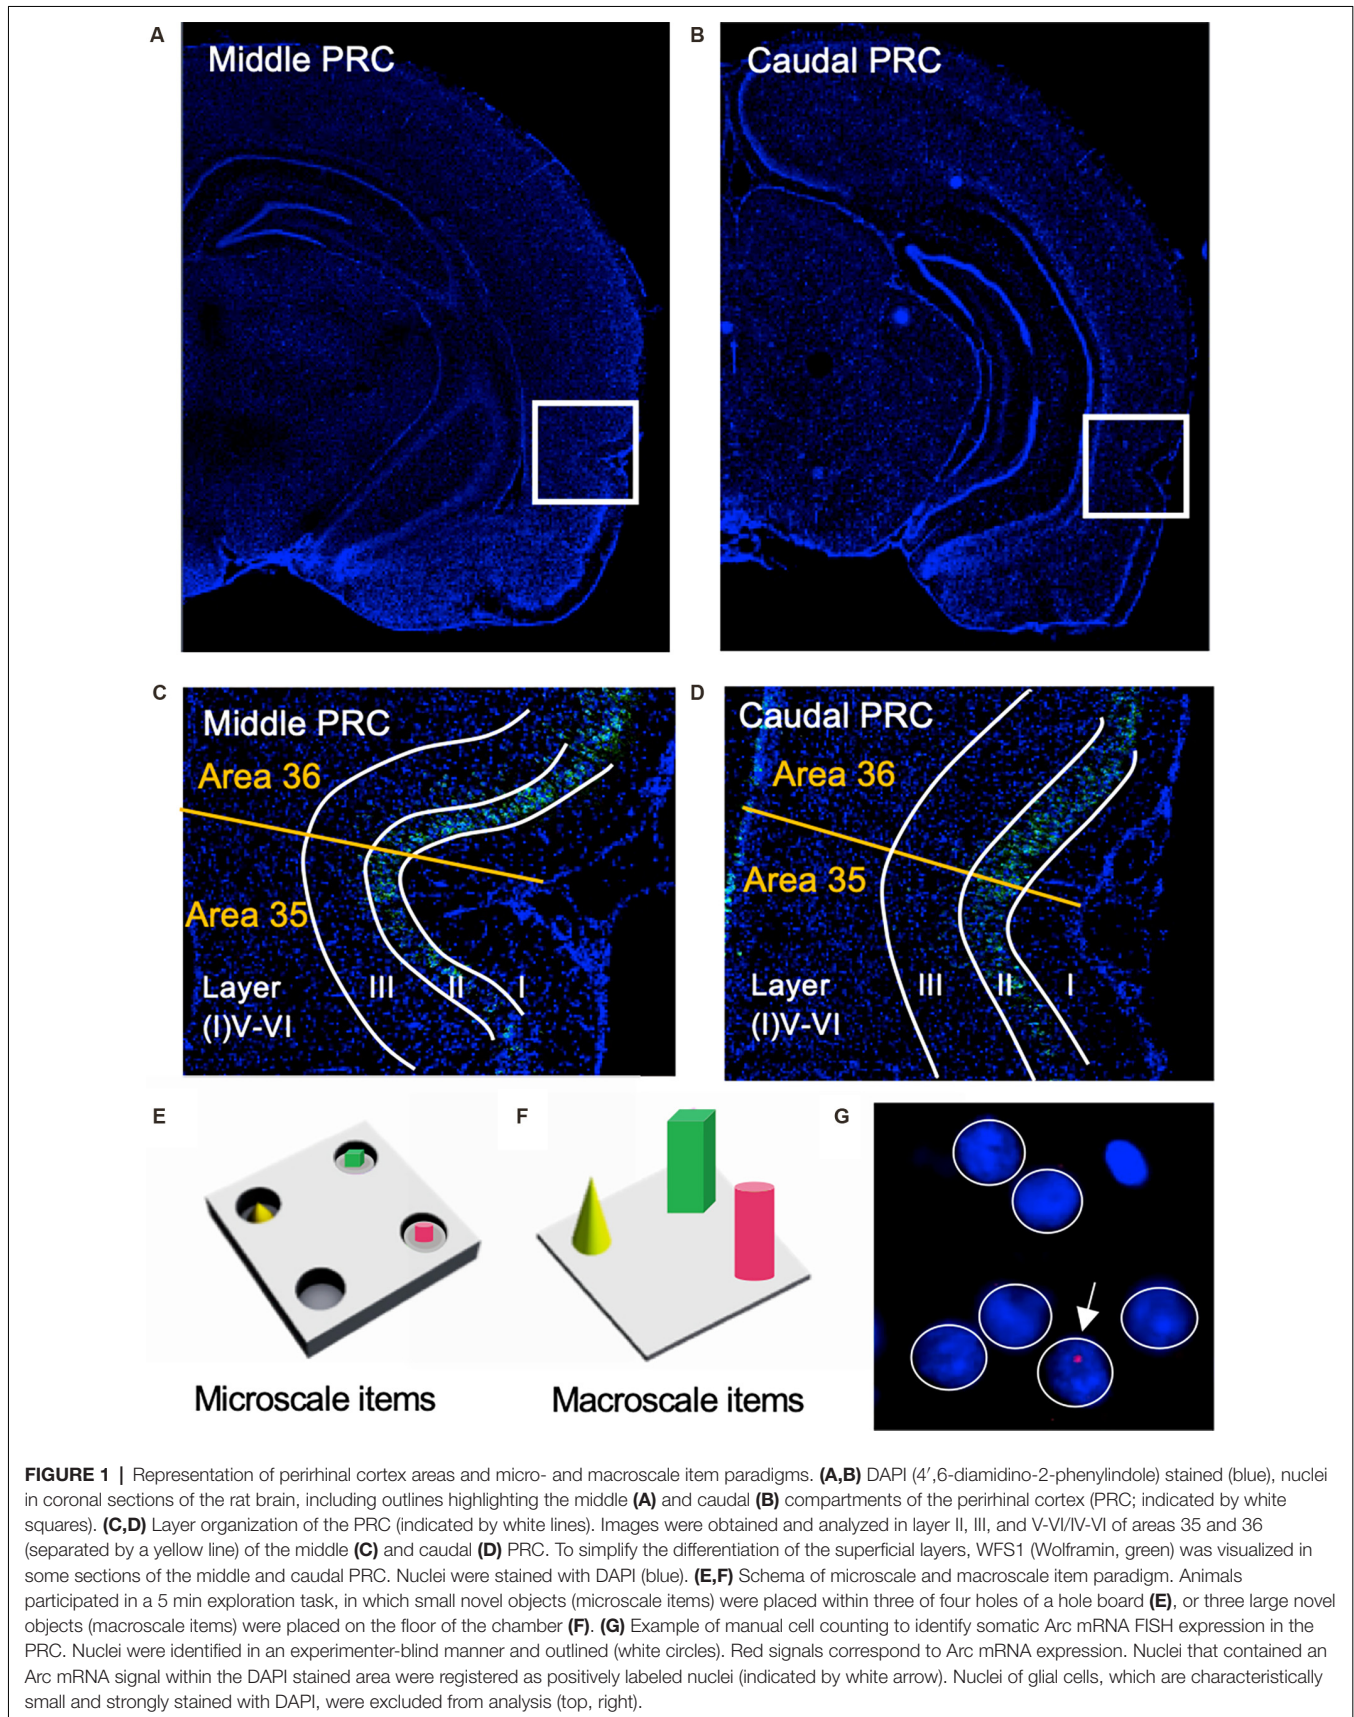 A
Middle PRC
B
Caudal PRC
C
Middle PRC
Area 36
Area 35
Layer
(I)V-VI
III
II
I
D
Caudal PRC
Area 36
Area 35
Layer
(I)V-VI
III
II
I
E
Microscale items
F
Macroscale items
G
FIGURE 1 | Representation of perirhinal cortex areas and micro- and macroscale item paradigms. (A,B) DAPI (4′,6-diamidino-2-phenylindole) stained (blue), nuclei
in coronal sections of the rat brain, including outlines highlighting the middle (A) and caudal (B) compartments of the perirhinal cortex (PRC; indicated by white
squares). (C,D) Layer organization of the PRC (indicated by white lines). Images were obtained and analyzed in layer II, III, and V-VI/IV-VI of areas 35 and 36
(separated by a yellow line) of the middle (C) and caudal (D) PRC. To simplify the differentiation of the superficial layers, WFS1 (Wolframin, green) was visualized in
some sections of the middle and caudal PRC. Nuclei were stained with DAPI (blue). (E,F) Schema of microscale and macroscale item paradigm. Animals
participated in a 5 min exploration task, in which small novel objects (microscale items) were placed within three of four holes of a hole board (E), or three large novel
objects (macroscale items) were placed on the floor of the chamber (F). (G) Example of manual cell counting to identify somatic Arc mRNA FISH expression in the
PRC. Nuclei were identified in an experimenter-blind manner and outlined (white circles). Red signals correspond to Arc mRNA expression. Nuclei that contained an
Arc mRNA signal within the DAPI stained area were registered as positively labeled nuclei (indicated by white arrow). Nuclei of glial cells, which are characteristically
small and strongly stained with DAPI, were excluded from analysis (top, right).